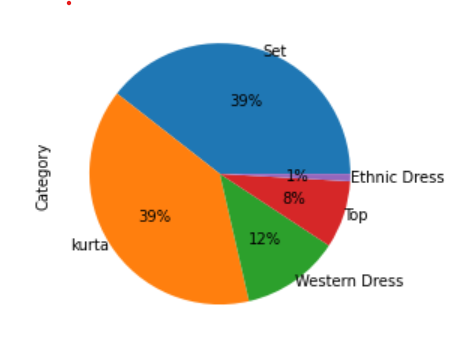 Set
39%
1%
Ethnic Dress
8%
Category
39%
Top
12%
kurta
Western Dress